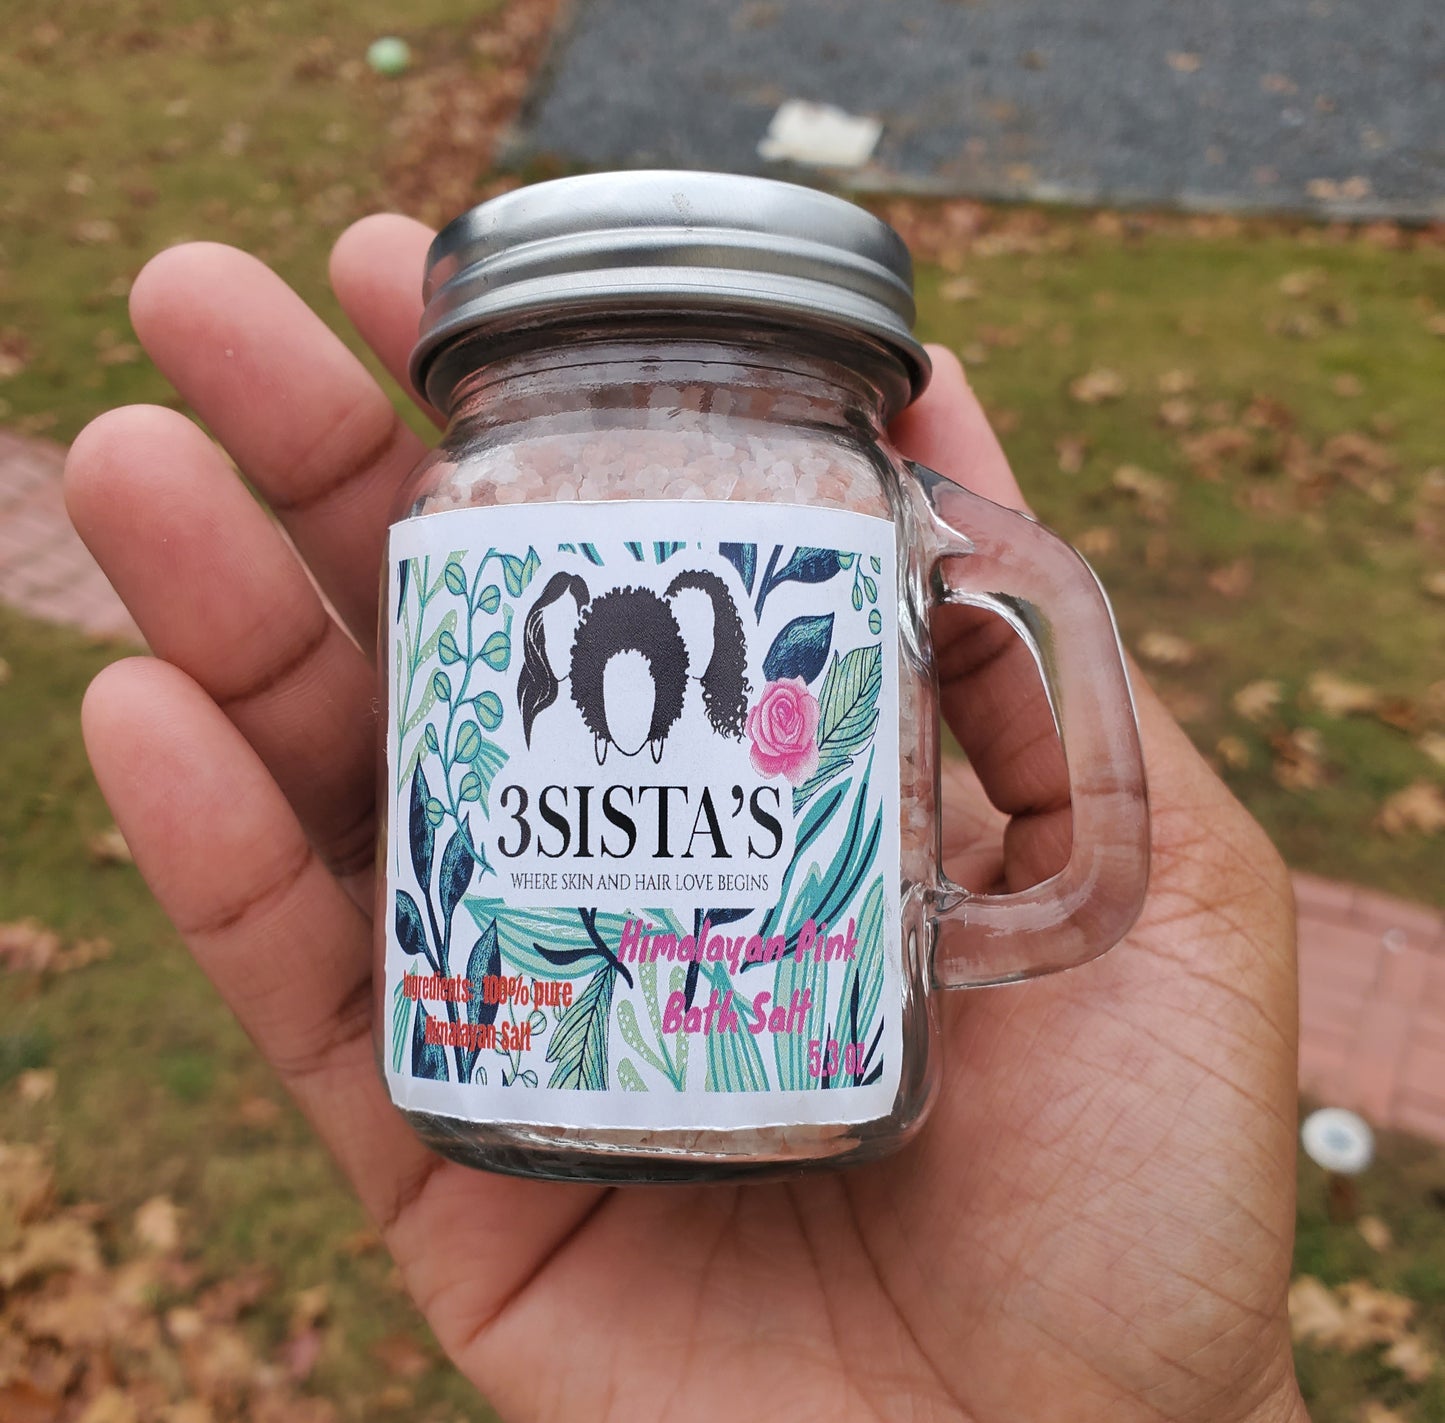 3SISTA'S
WHERE SKIN AND HAIR LOVE BEGINS
Himalayan Pink
Bath Salt
5.3 oz
Ingredients: 100% pure
Himalayan Salt